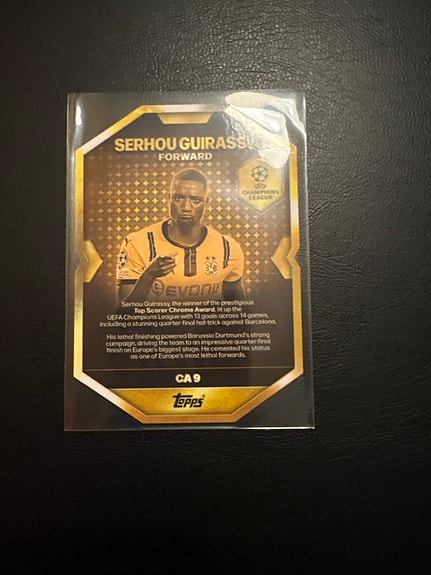 SERHOU GUIRASSY
FORWARD
UEFA
CHAMPIONS
LEAGUE
EVONIK
BVB
09
Serhou Guirassy, the winner of the prestigious
Top Scorer Chrome Award, lit up the
UEFA Champions League with 13 goals across 14 games,
including a stunning quarter-final hat-trick against Barcelona.
His lethal finishing powered Borussia Dortmund's strong
campaign, driving the team to an impressive quarter-final
finish on Europe's biggest stage. He cemented his status
as one of Europe's most lethal forwards.
CA 9
Topps